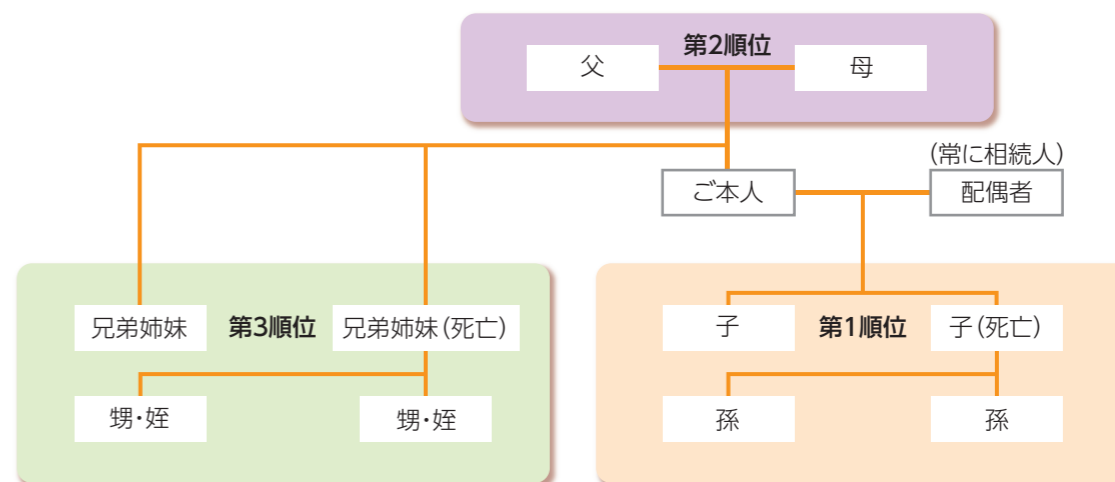 第2順位
父
母
(常に相続人)
ご本人
配偶者
兄弟姉妹
第3順位
兄弟姉妹(死亡)
甥・姪
甥・姪
子
第1順位
子(死亡)
孫
孫